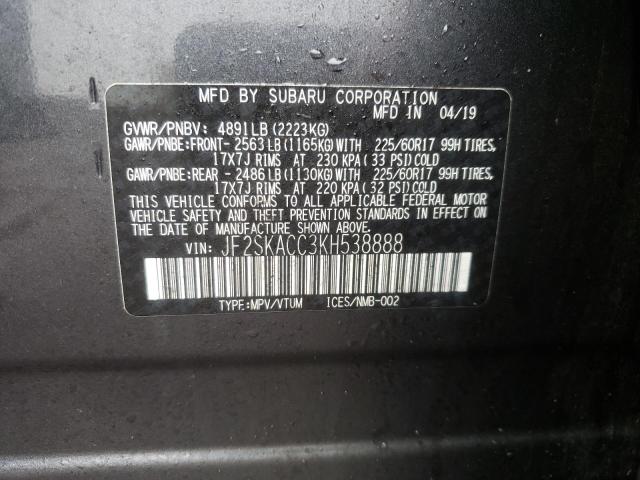 MFD BY SUBARU CORPORATION
MFD IN 04/19
GVWR/PNBV: 4891LB(2223KG)
GAWR/PNBE:FRONT- 2563LB(1165KG)WITH 225/60R17 99H TIRES,
17X7J RIMS AT 230 KPA(33 PSI)COLD
GAWR/PNBE:REAR - 2486LB(1130KG)WITH 225/60R17 99H TIRES,
17X7J RIMS AT 220 KPA(32 PSI)COLD
THIS VEHICLE CONFORMS TO ALL APPLICABLE FEDERAL MOTOR
VEHICLE SAFETY AND THEFT PREVENTION STANDARDS IN EFFECT ON
THE DATE OF MANUFACTURE SHOWN ABOVE.
VIN: JF2SKACC3KH538888
TYPE:MPV/VTUM ICES/NMB-002